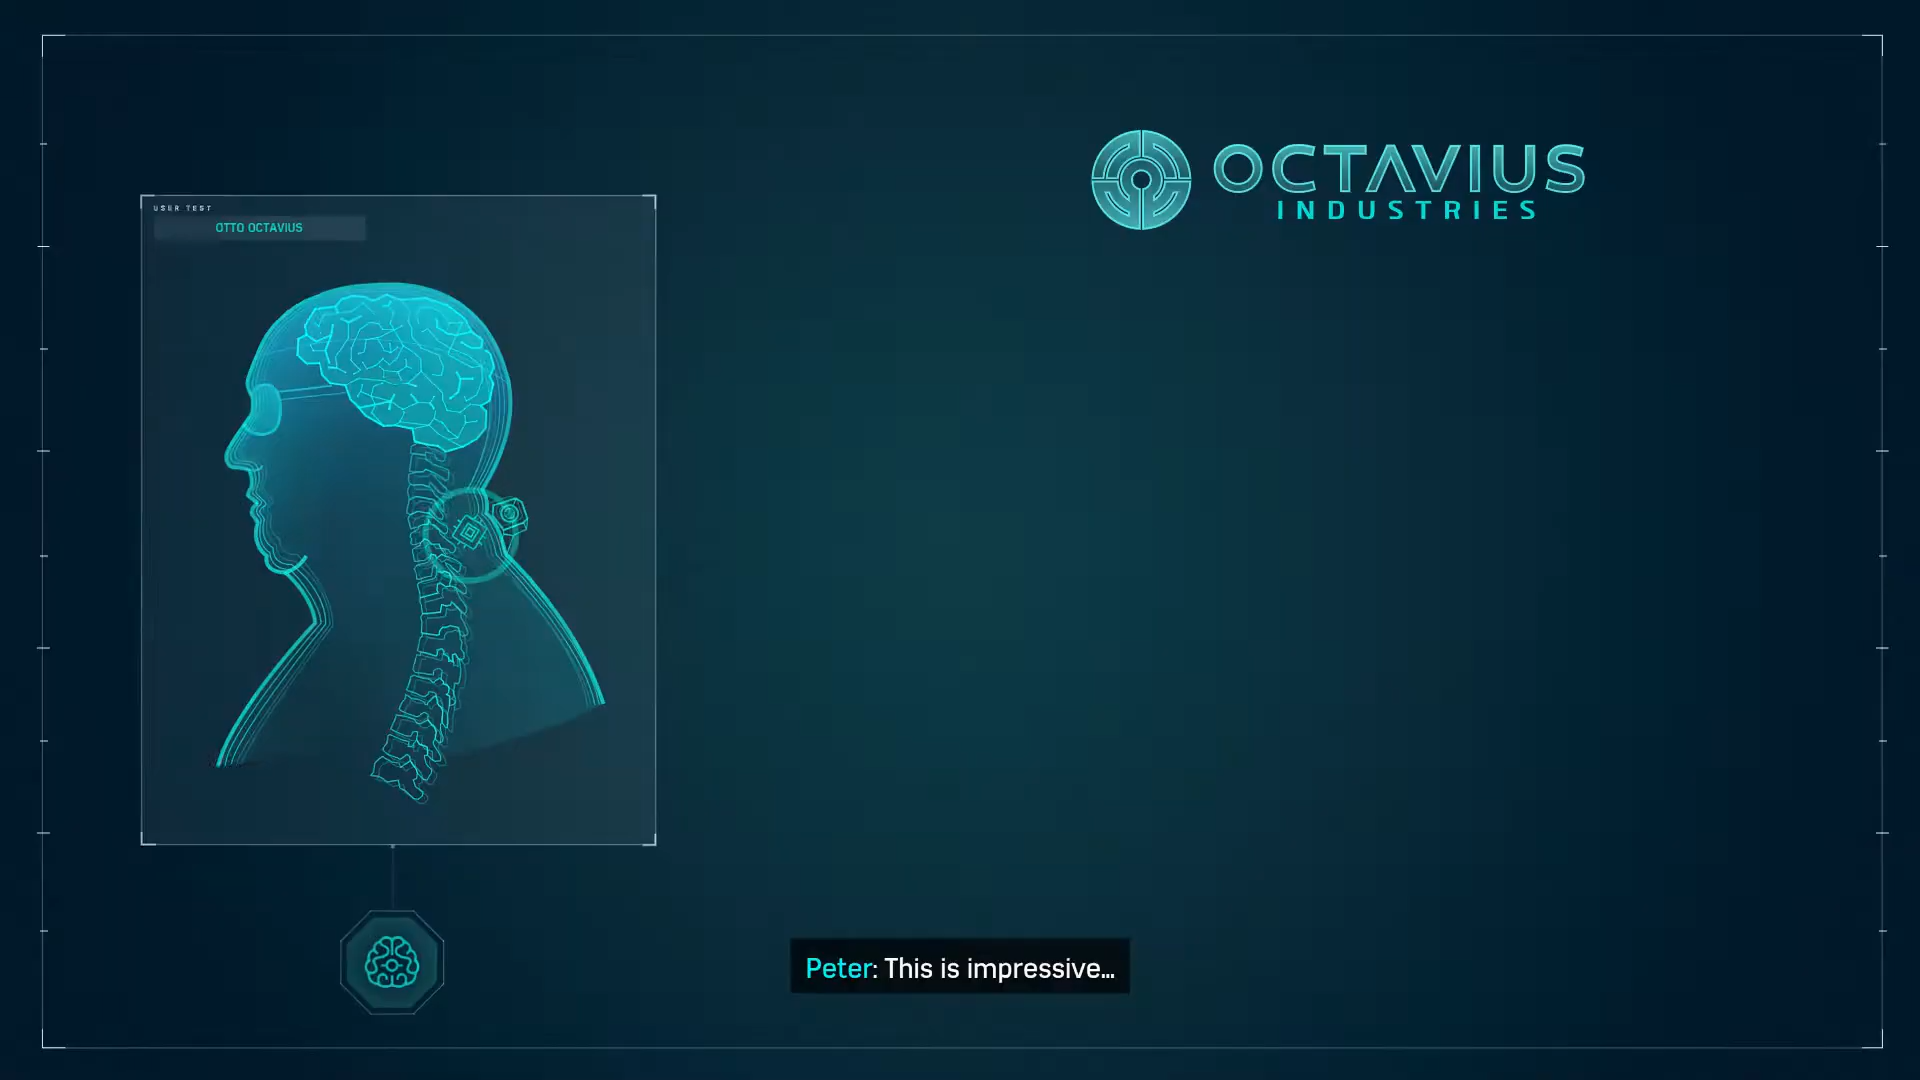 OCTAVIUS
INDUSTRIES
USER TEST
OTTO OCTAVIUS
Peter: This is impressive...